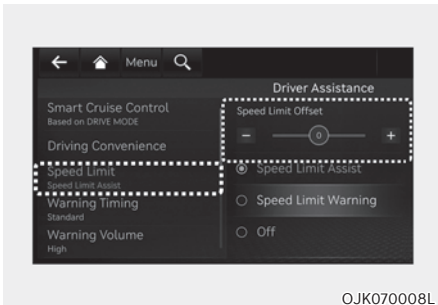 Menu
Driver Assistance
Smart Cruise Control
Based on DRIVE MODE
Driving Convenience
Speed Limit
Speed Limit Assist
Warning Timing
Standard
Warning Volume
High
Speed Limit Offset
- 0 +
Speed Limit Assist
Speed Limit Warning
Off
OJK070008L